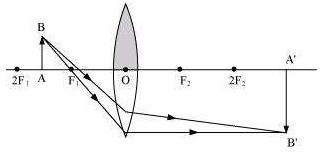 B
A'
2F₁ A F₁ O F₂ 2F₂
B'